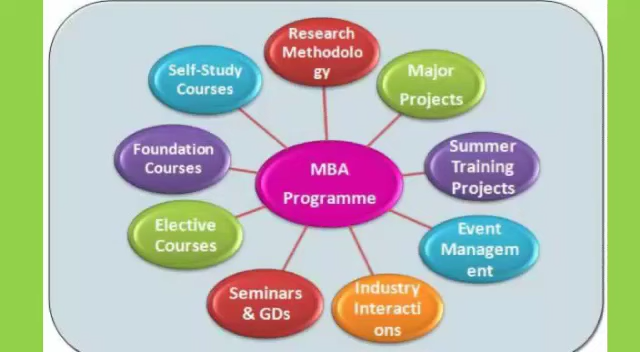 Research
Methodolo
gy
Major
Projects
Summer
Training
Projects
Event
Managem
ent
Industry
Interacti
ons
Seminars
& GDs
Elective
Courses
Foundation
Courses
Self-Study
Courses
MBA
Programme